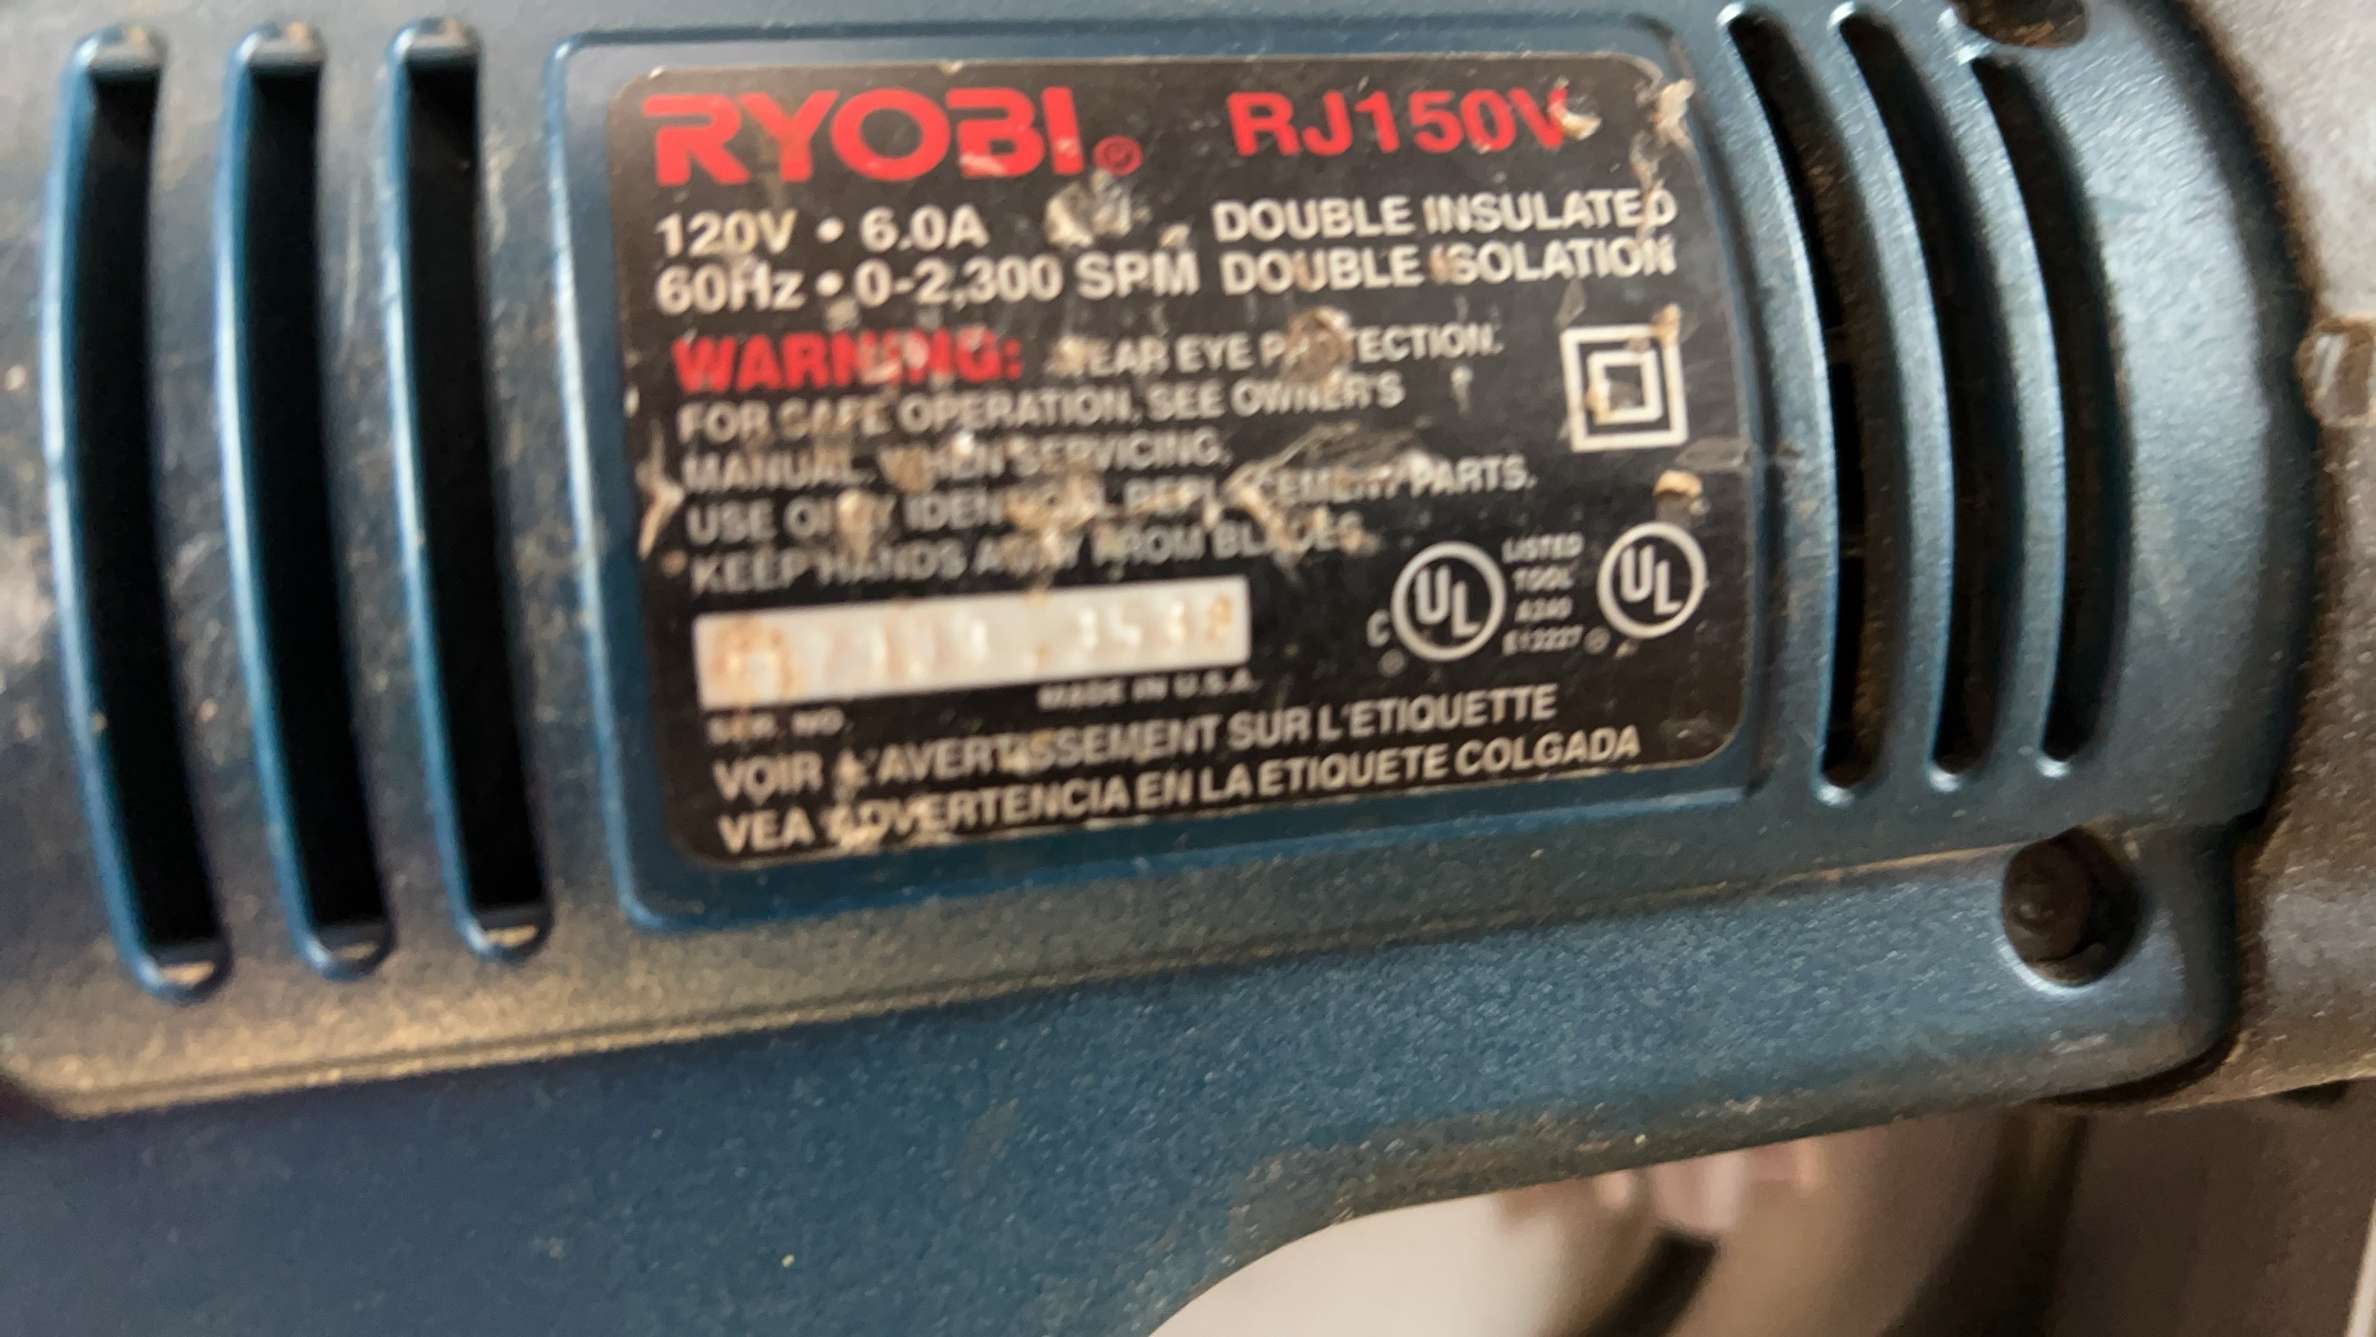 RYOBI® RJ150V
120V • 6.0A DOUBLE INSULATED
60Hz • 0-2,300 SPM DOUBLE ISOLATION
WARNING: WEAR EYE PROTECTION.
FOR SAFE OPERATION, SEE OWNER'S
MANUAL. WHEN SERVICING,
USE ONLY IDENTICAL REPLACEMENT PARTS.
KEEP HANDS AWAY FROM BLADES.
C UL LISTED UL
TOOL
E13227
MADE IN U.S.A.
SER. NO.
VOIR L'AVERTISSEMENT SUR L'ETIQUETTE
VEA ADVERTENCIA EN LA ETIQUETE COLGADA